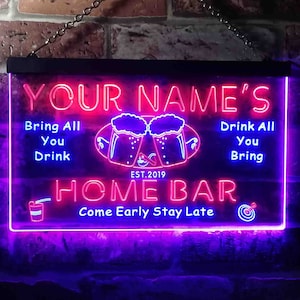 YOUR NAME'S
Bring All
You
Drink
Drink All
You
Bring
EST.2019
HOME BAR
Come Early Stay Late